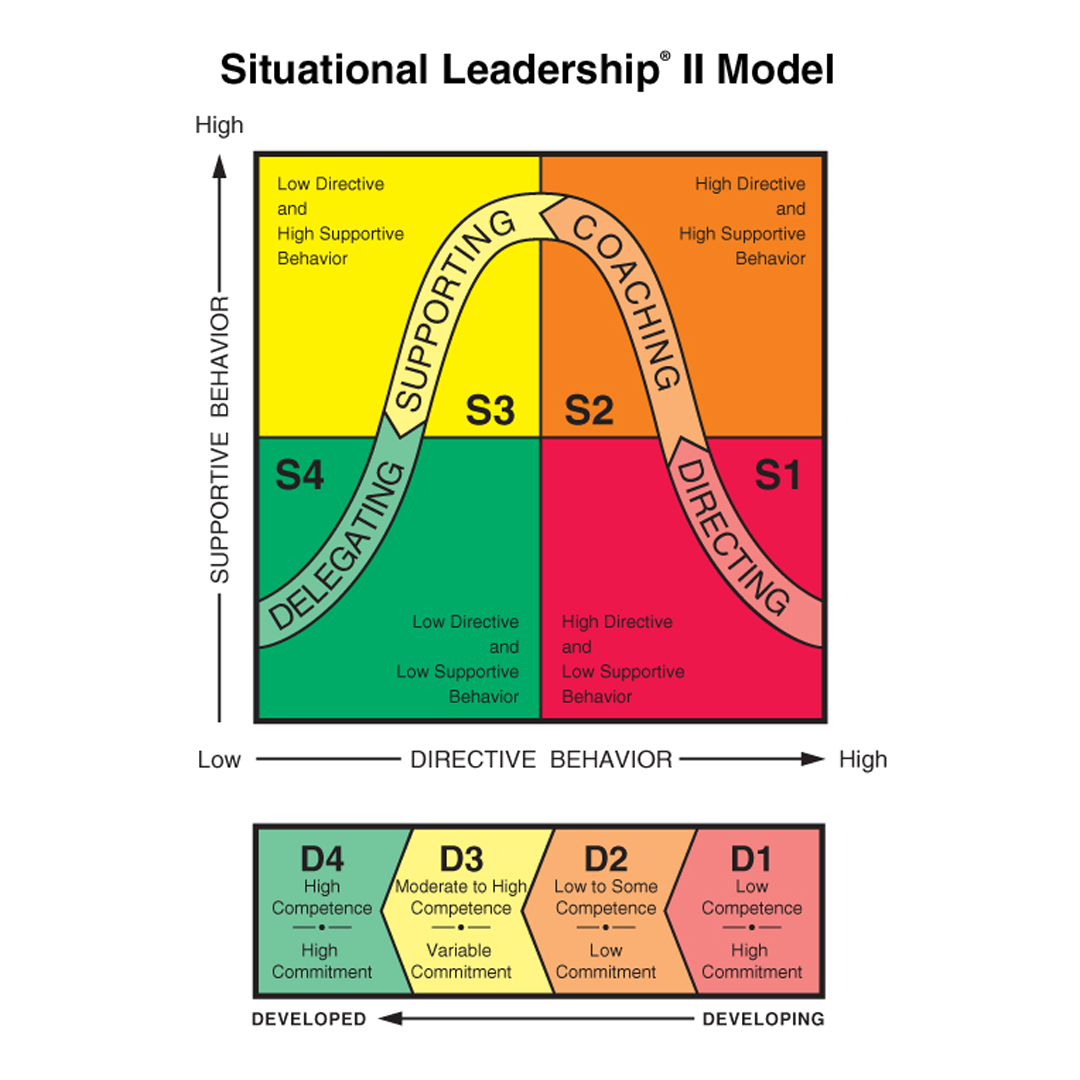 Situational Leadership® II Model
High
Low Directive
and
High Supportive
Behavior
High Directive
and
High Supportive
Behavior
SUPPORTING
COACHING
S3
S2
SUPPORTIVE BEHAVIOR
S4
S1
DELEGATING
DIRECTING
Low Directive
and
Low Supportive
Behavior
High Directive
and
Low Supportive
Behavior
Low
DIRECTIVE BEHAVIOR
High
D4
High
Competence
High
Commitment
D3
Moderate to High
Competence
Variable
Commitment
D2
Low to Some
Competence
Low
Commitment
D1
Low
Competence
High
Commitment
DEVELOPED
DEVELOPING